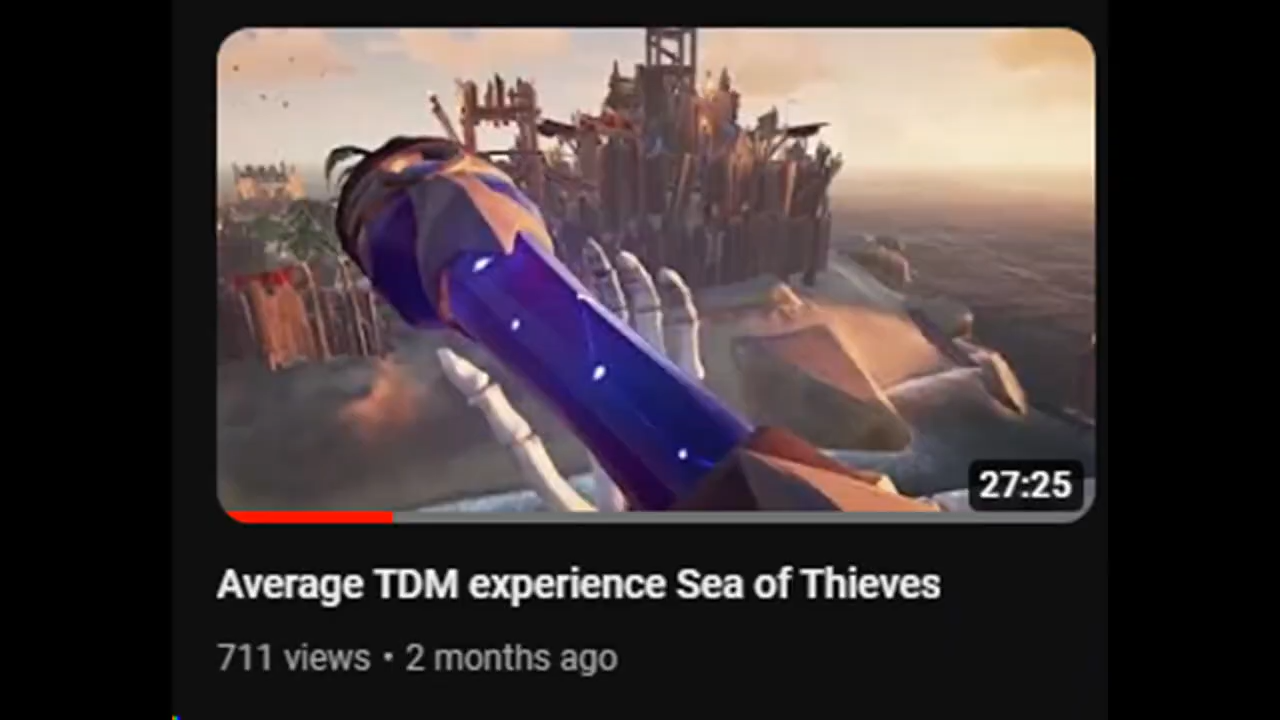 27:25
Average TDM experience Sea of Thieves
711 views • 2 months ago